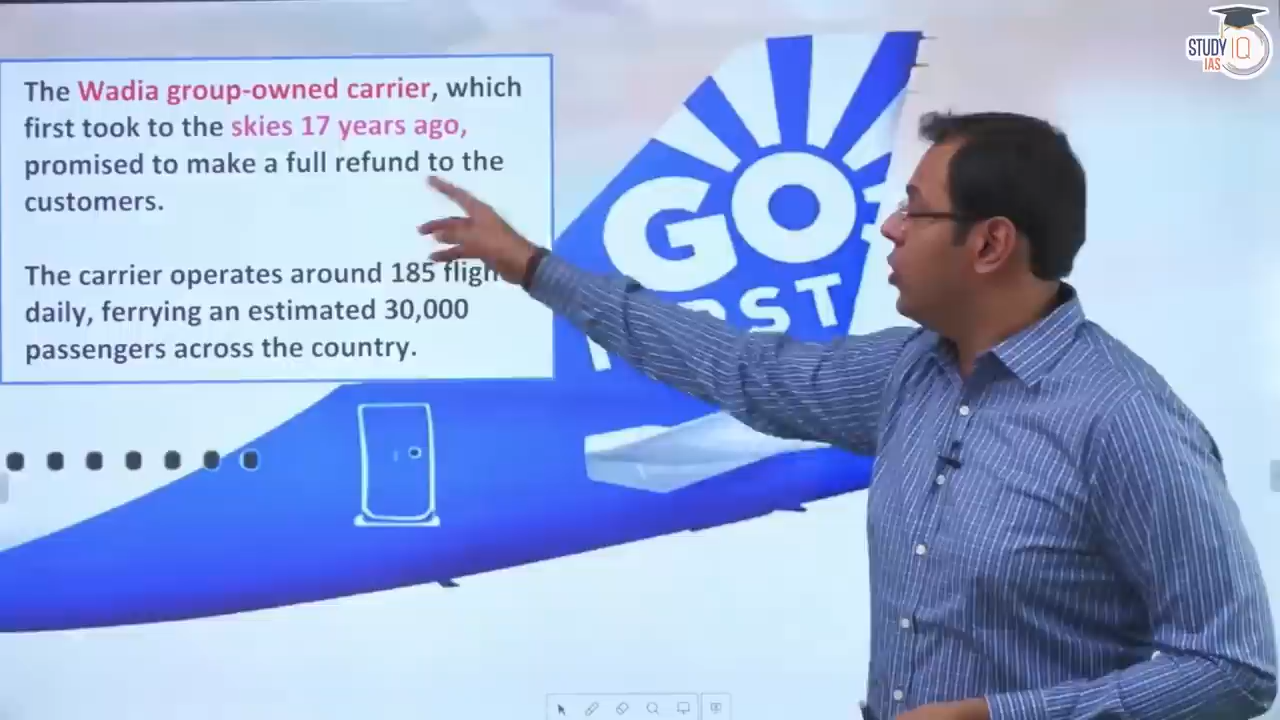 STUDY IQ
IAS
The Wadia group-owned carrier, which
first took to the skies 17 years ago,
promised to make a full refund to the
customers.
The carrier operates around 185
daily, ferrying an estimated 30,000
passengers across the country.
GO